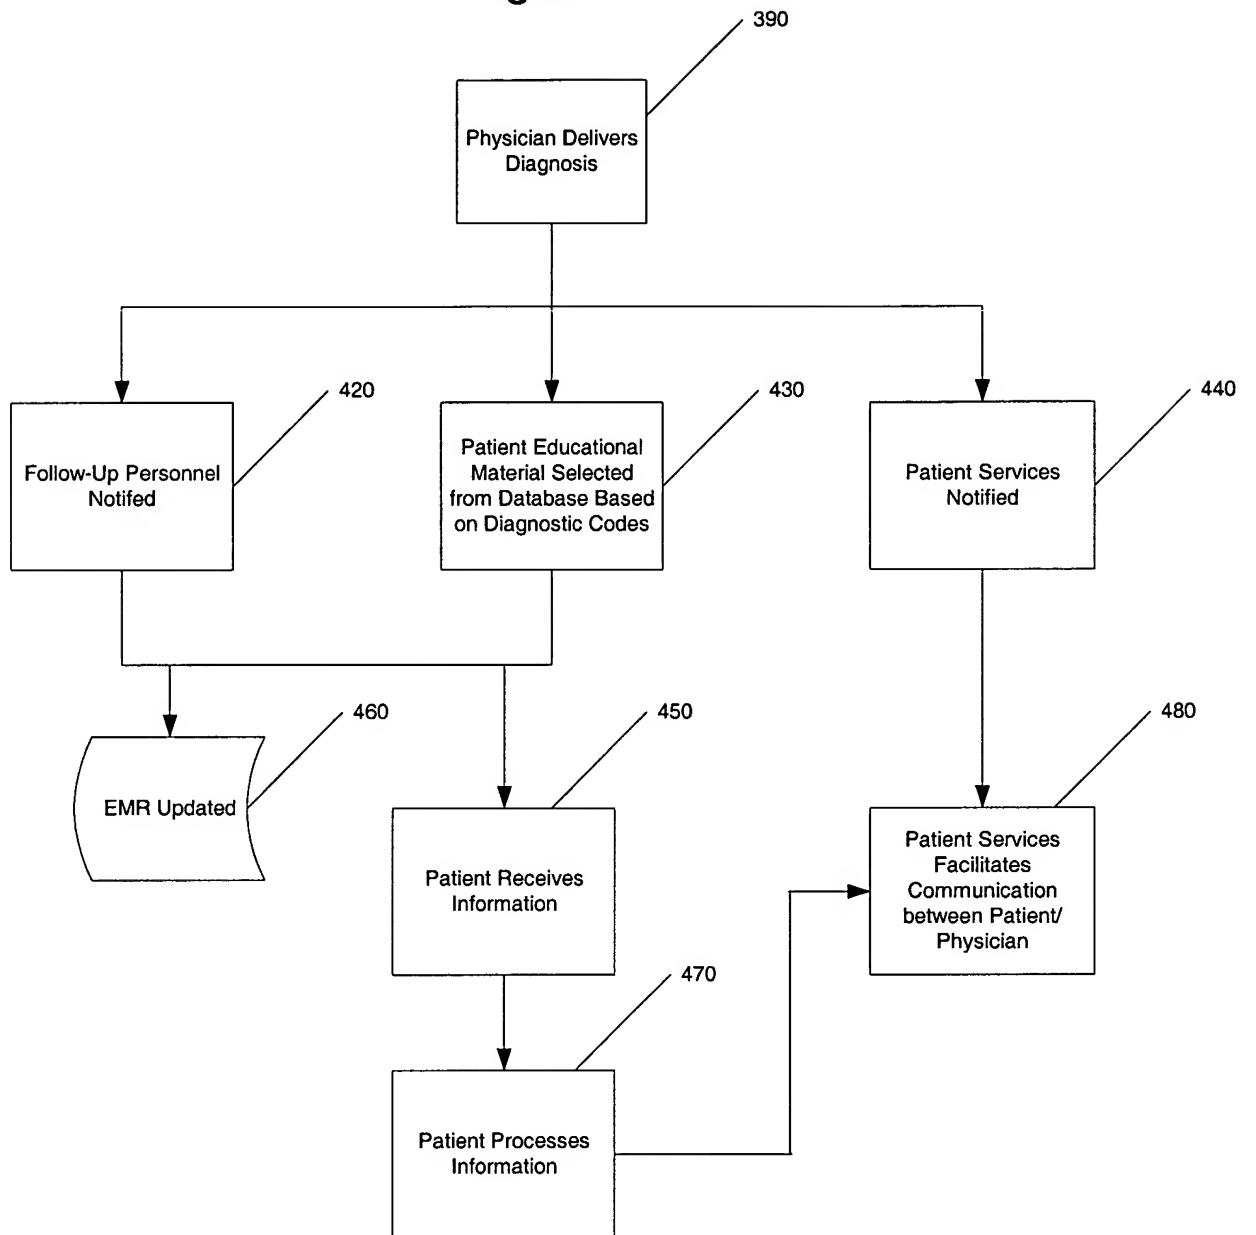 390
Physician Delivers
Diagnosis
420
430
440
Follow-Up Personnel
Notifed
Patient Educational
Material Selected
from Database Based
on Diagnostic Codes
Patient Services
Notified
460
450
480
EMR Updated
Patient Receives
Information
Patient Services
Facilitates
Communication
between Patient/
Physician
470
Patient Processes
Information